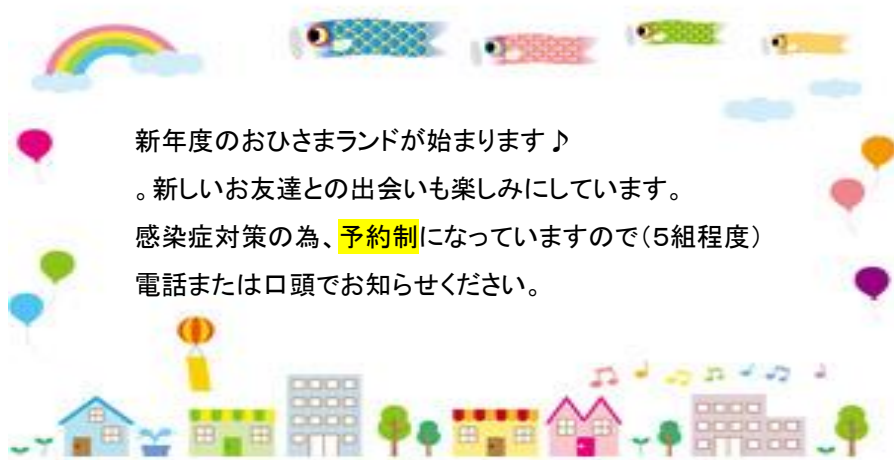 新年度のおひさまランドが始まります♪
。新しいお友達との出会いも楽しみにしています。
感染症対策の為、予約制になっていますので(5組程度)
電話または口頭でお知らせください。